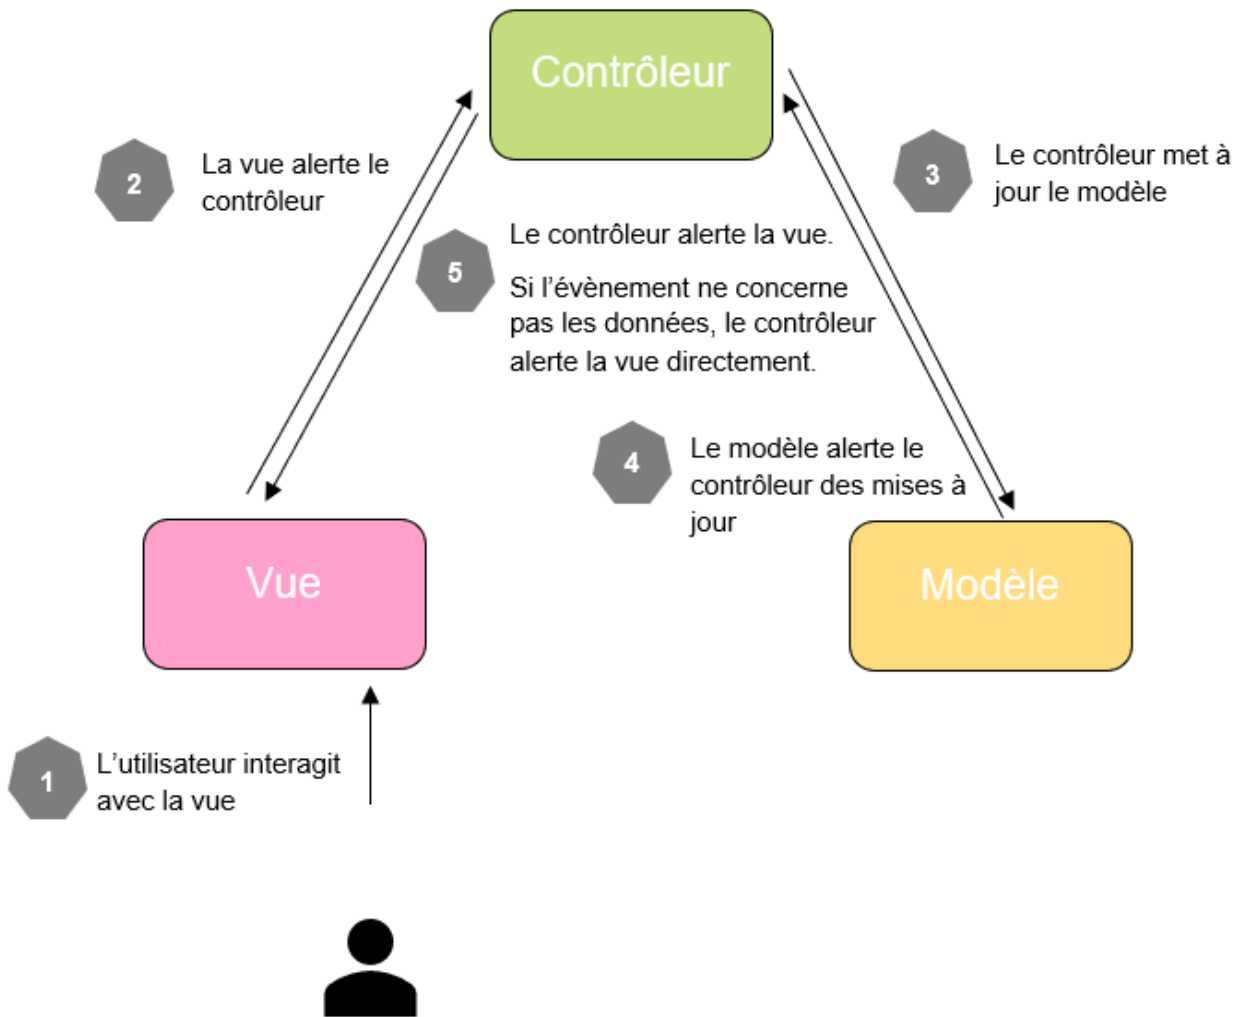 Contrôleur
2
La vue alerte le
contrôleur
3
Le contrôleur met à
jour le modèle
5
Le contrôleur alerte la vue.
Si l’évènement ne concerne
pas les données, le contrôleur
alerte la vue directement.
4
Le modèle alerte le
contrôleur des mises à
jour
Vue
Modèle
1
L’utilisateur interagit
avec la vue